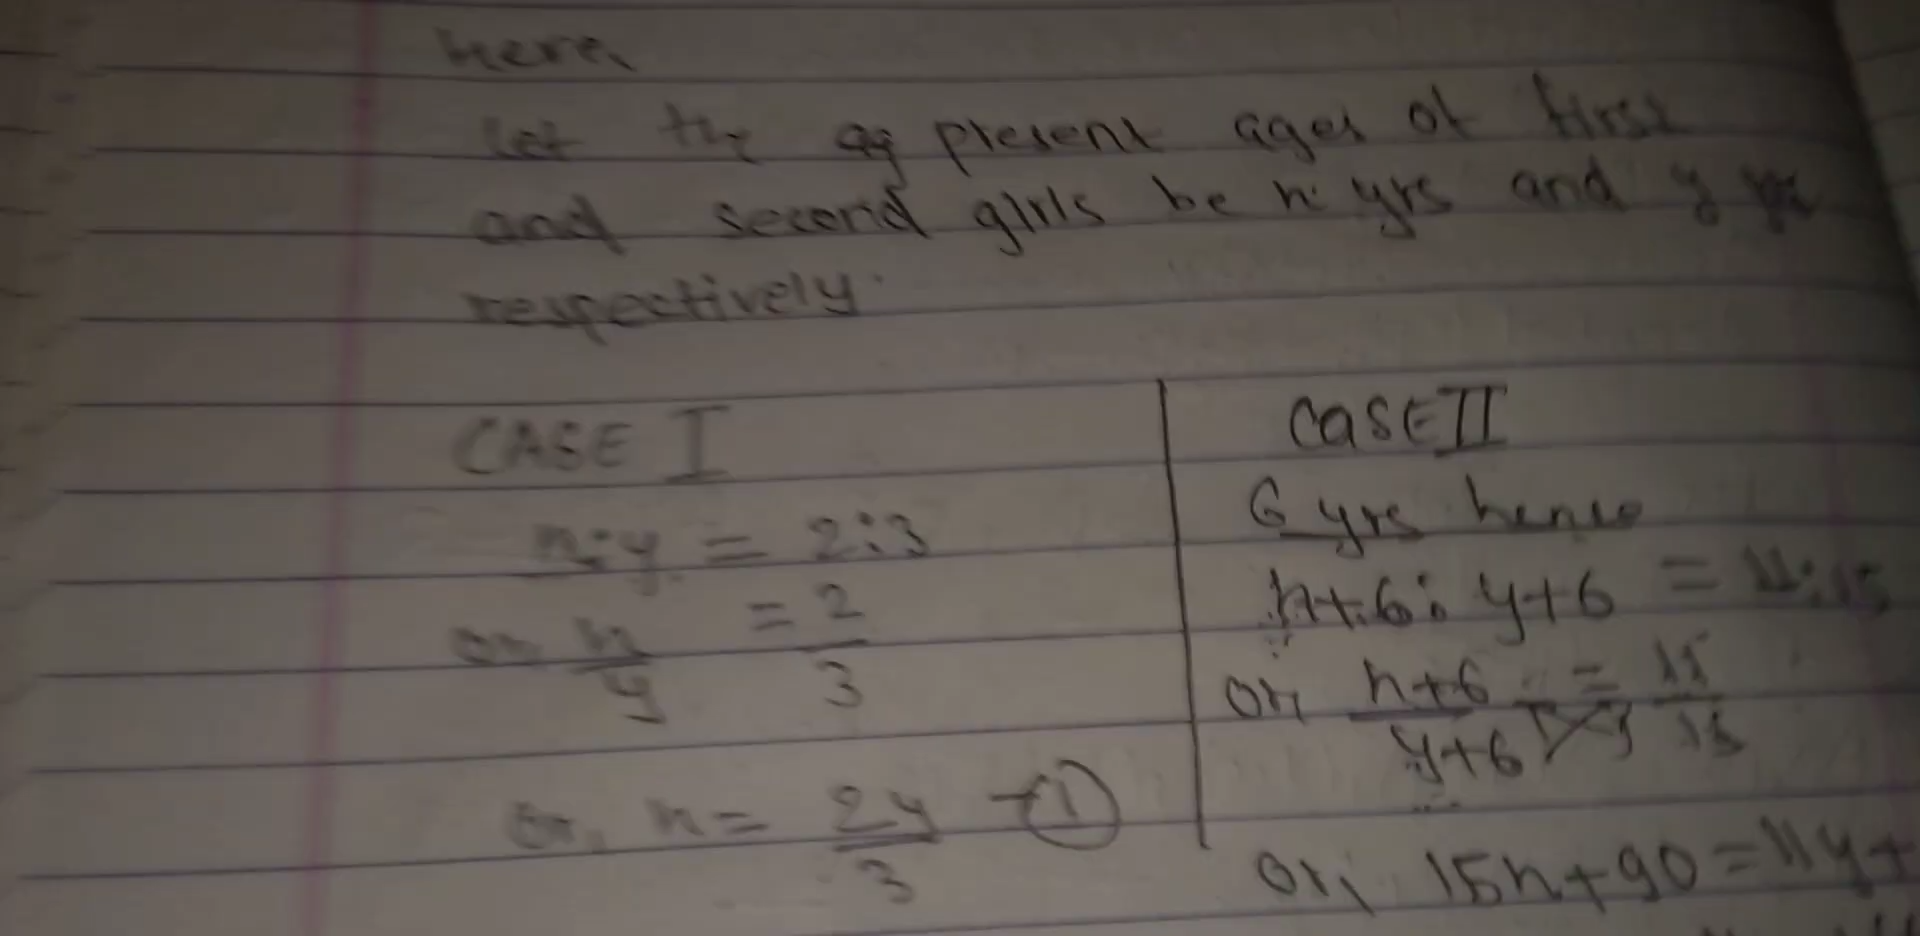 here,
Let the ag present ages of first
and second girls be x yrs and y yrs
respectively.
CASE I
x:y = 2:3
or, x/y = 2/3
or, x = 2y/3 - ①
CASE II
6 yrs hence
x+6 : y+6 = 11:15
or, x+6/y+6 = 11/15
or, 15x+90 = 11y+